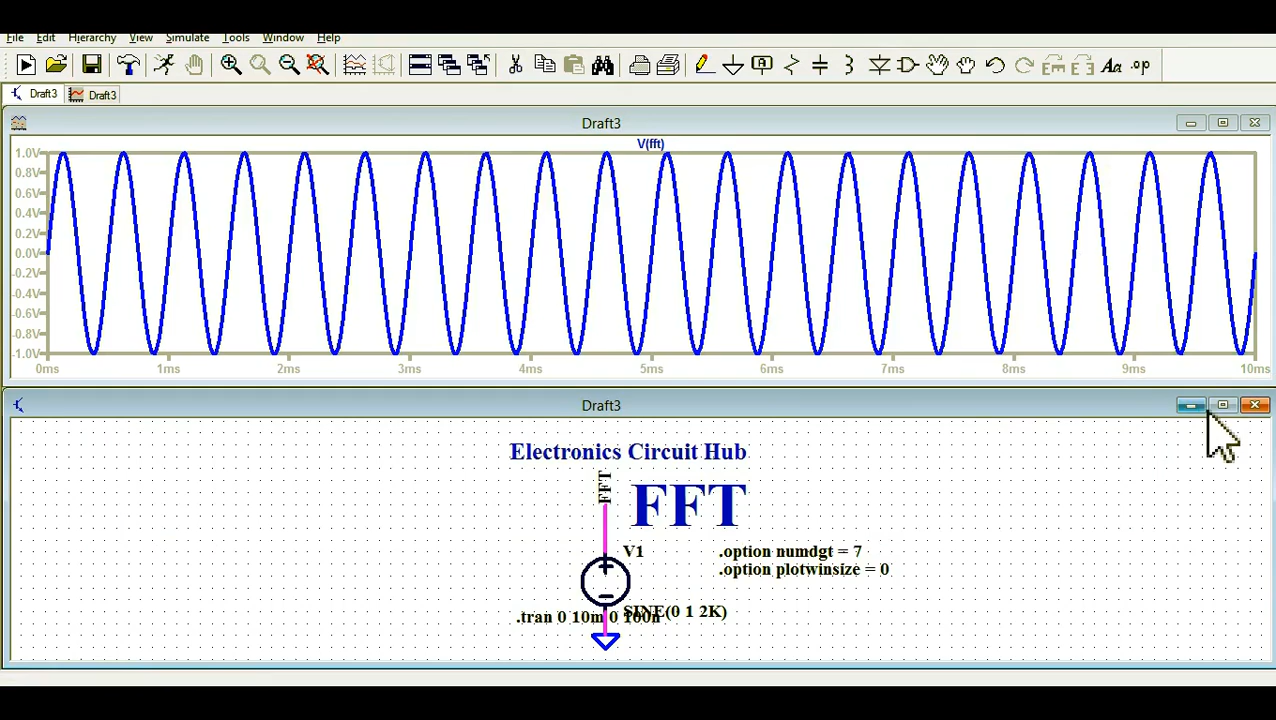 File Edit Hierarchy View Simulate Tools Window Help
Aa .op
Draft3 Draft3
Draft3
V(fft)
1.0V
0.8V
0.6V
0.4V
0.2V
0.0V
-0.2V
-0.4V
-0.6V
-0.8V
-1.0V
0ms 1ms 2ms 3ms 4ms 5ms 6ms 7ms 8ms 9ms 10ms
Draft3
Electronics Circuit Hub
FFT
FFT
V1
.option numdgt = 7
.option plotwinsize = 0
SINE(0 1 2K)
.tran 0 10m 0 100n